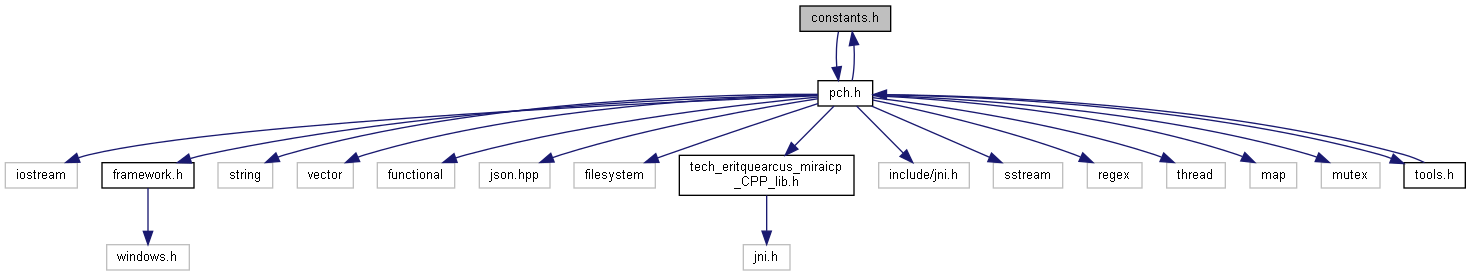 constants.h
pch.h
iostream
framework.h
string
vector
functional
json.hpp
filesystem
tech_eritquearcus_miraicp
_CPP_lib.h
include/jni.h
sstream
regex
thread
map
mutex
tools.h
windows.h
jni.h